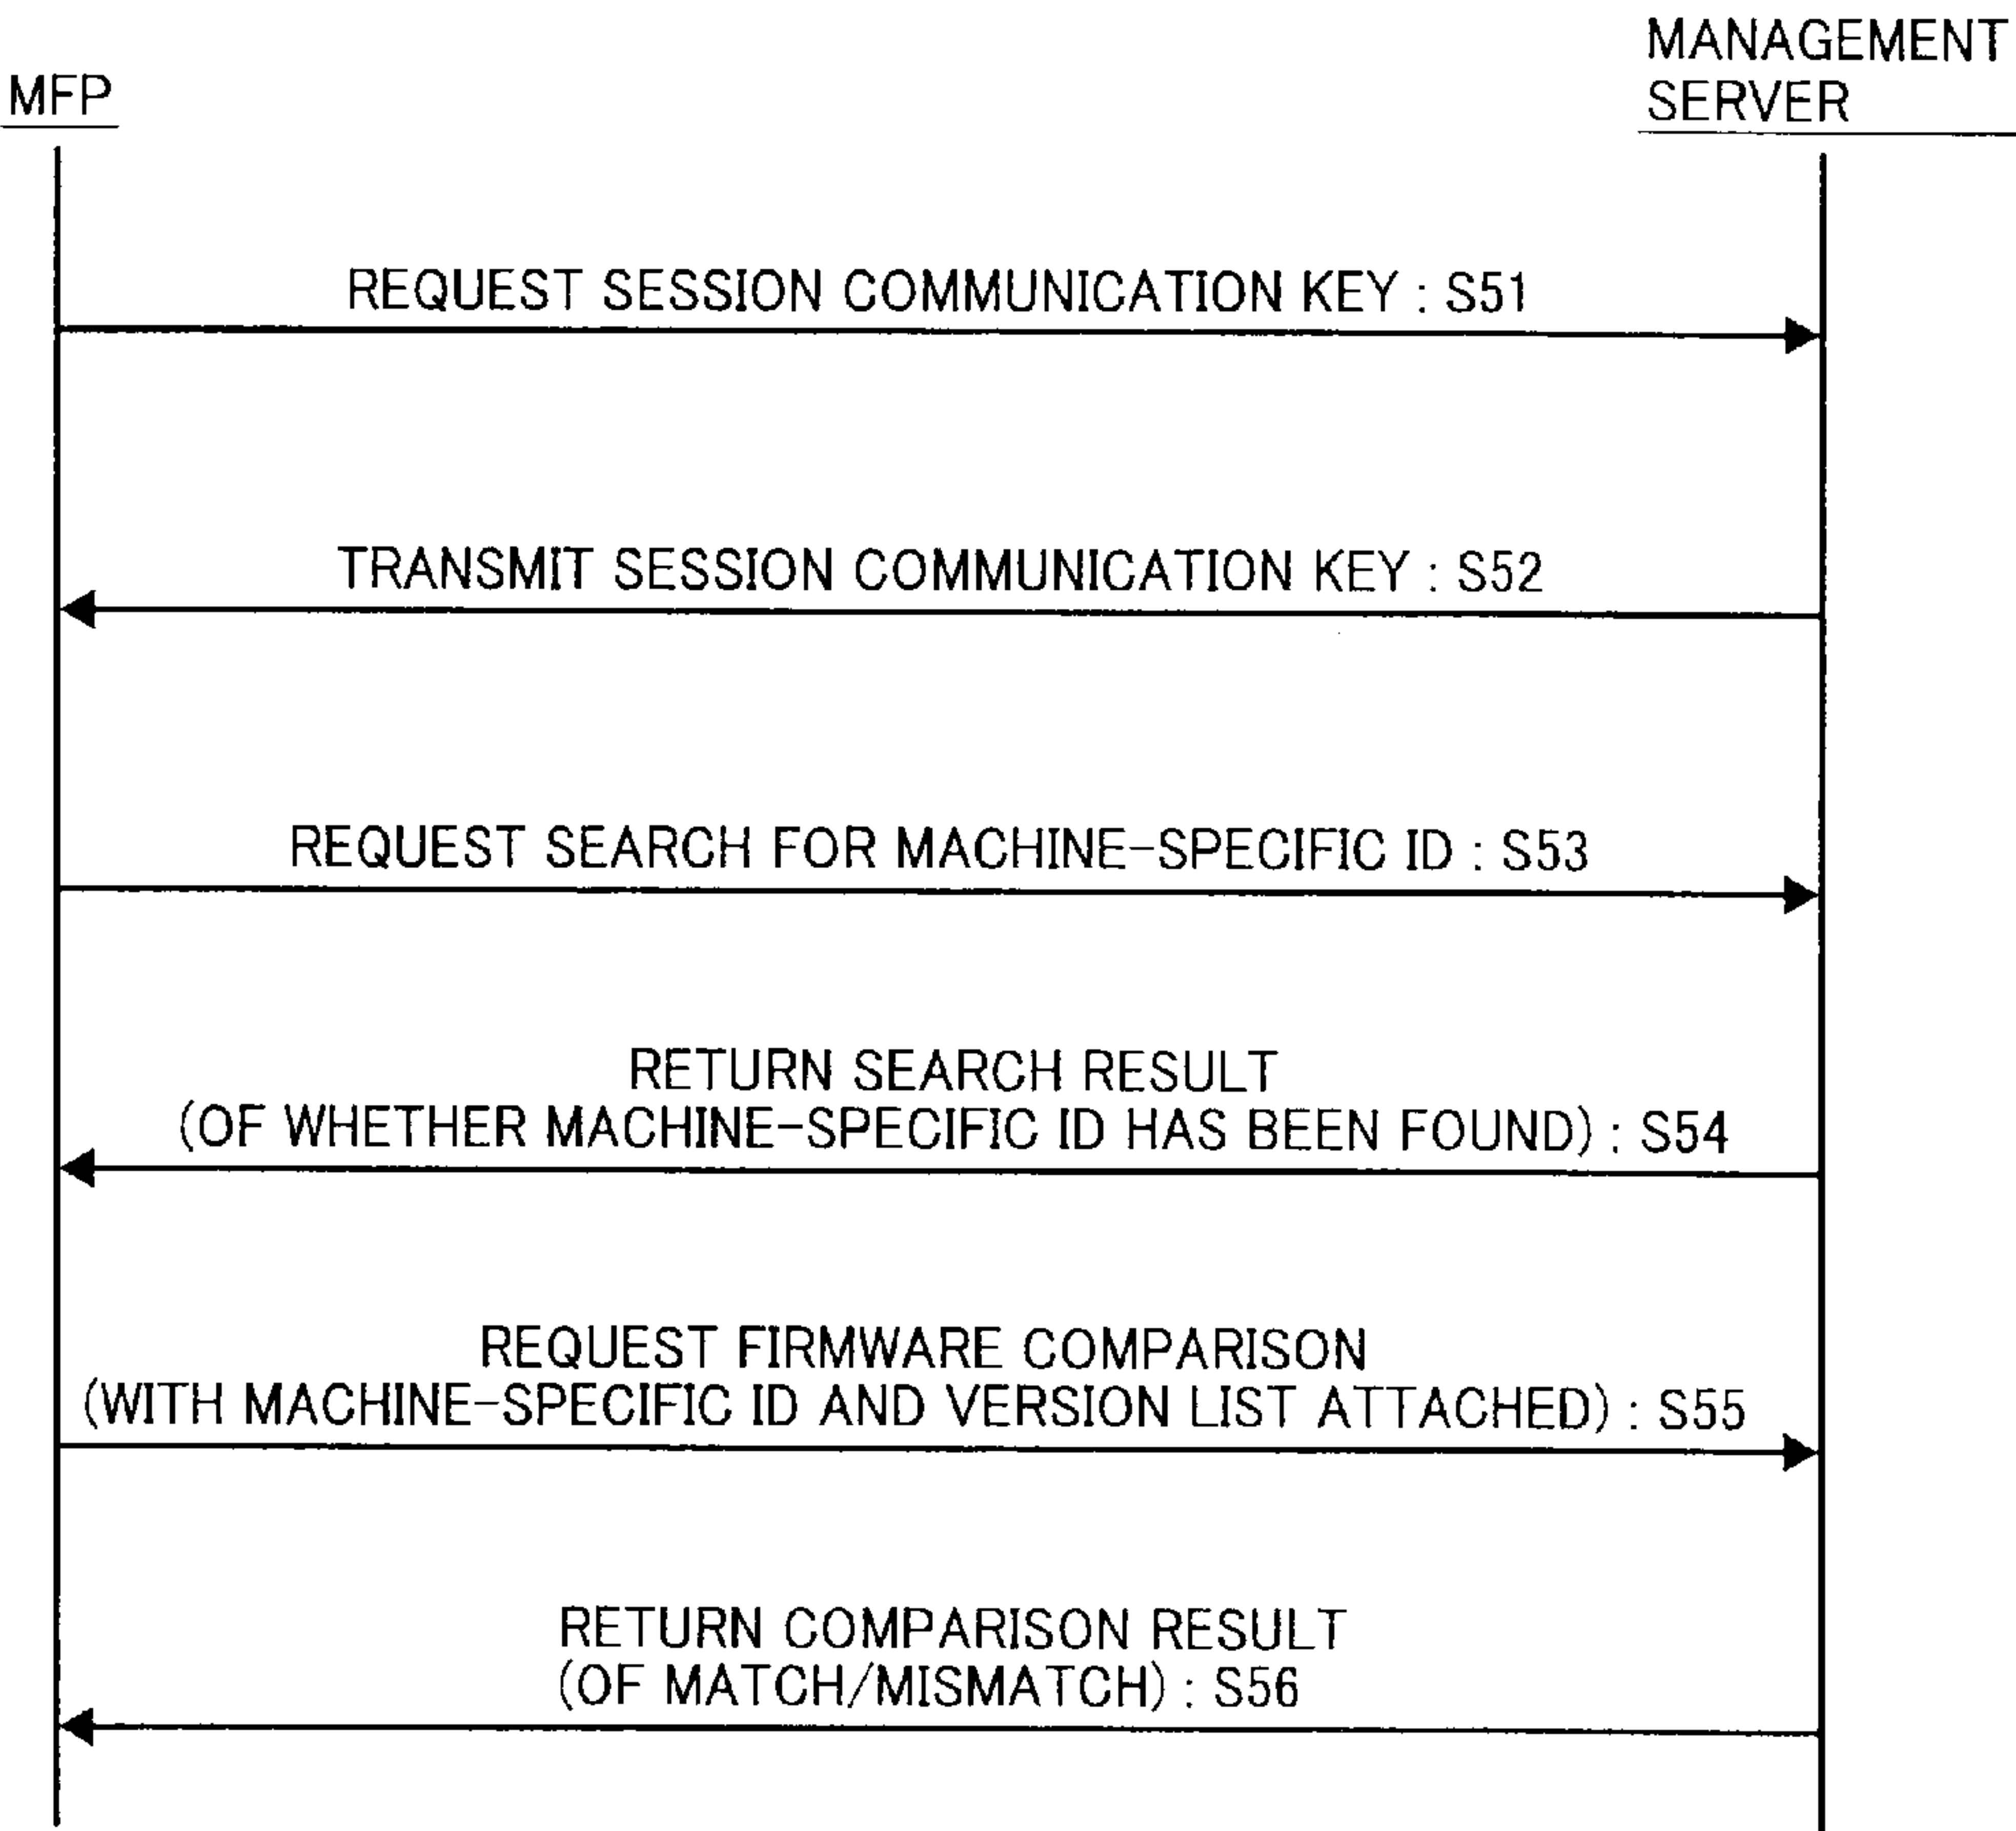 MFP
MANAGEMENT
SERVER
REQUEST SESSION COMMUNICATION KEY : S51
TRANSMIT SESSION COMMUNICATION KEY : S52
REQUEST SEARCH FOR MACHINE-SPECIFIC ID : S53
RETURN SEARCH RESULT
(OF WHETHER MACHINE-SPECIFIC ID HAS BEEN FOUND) : S54
REQUEST FIRMWARE COMPARISON
(WITH MACHINE-SPECIFIC ID AND VERSION LIST ATTACHED) : S55
RETURN COMPARISON RESULT
(OF MATCH/MISMATCH) : S56